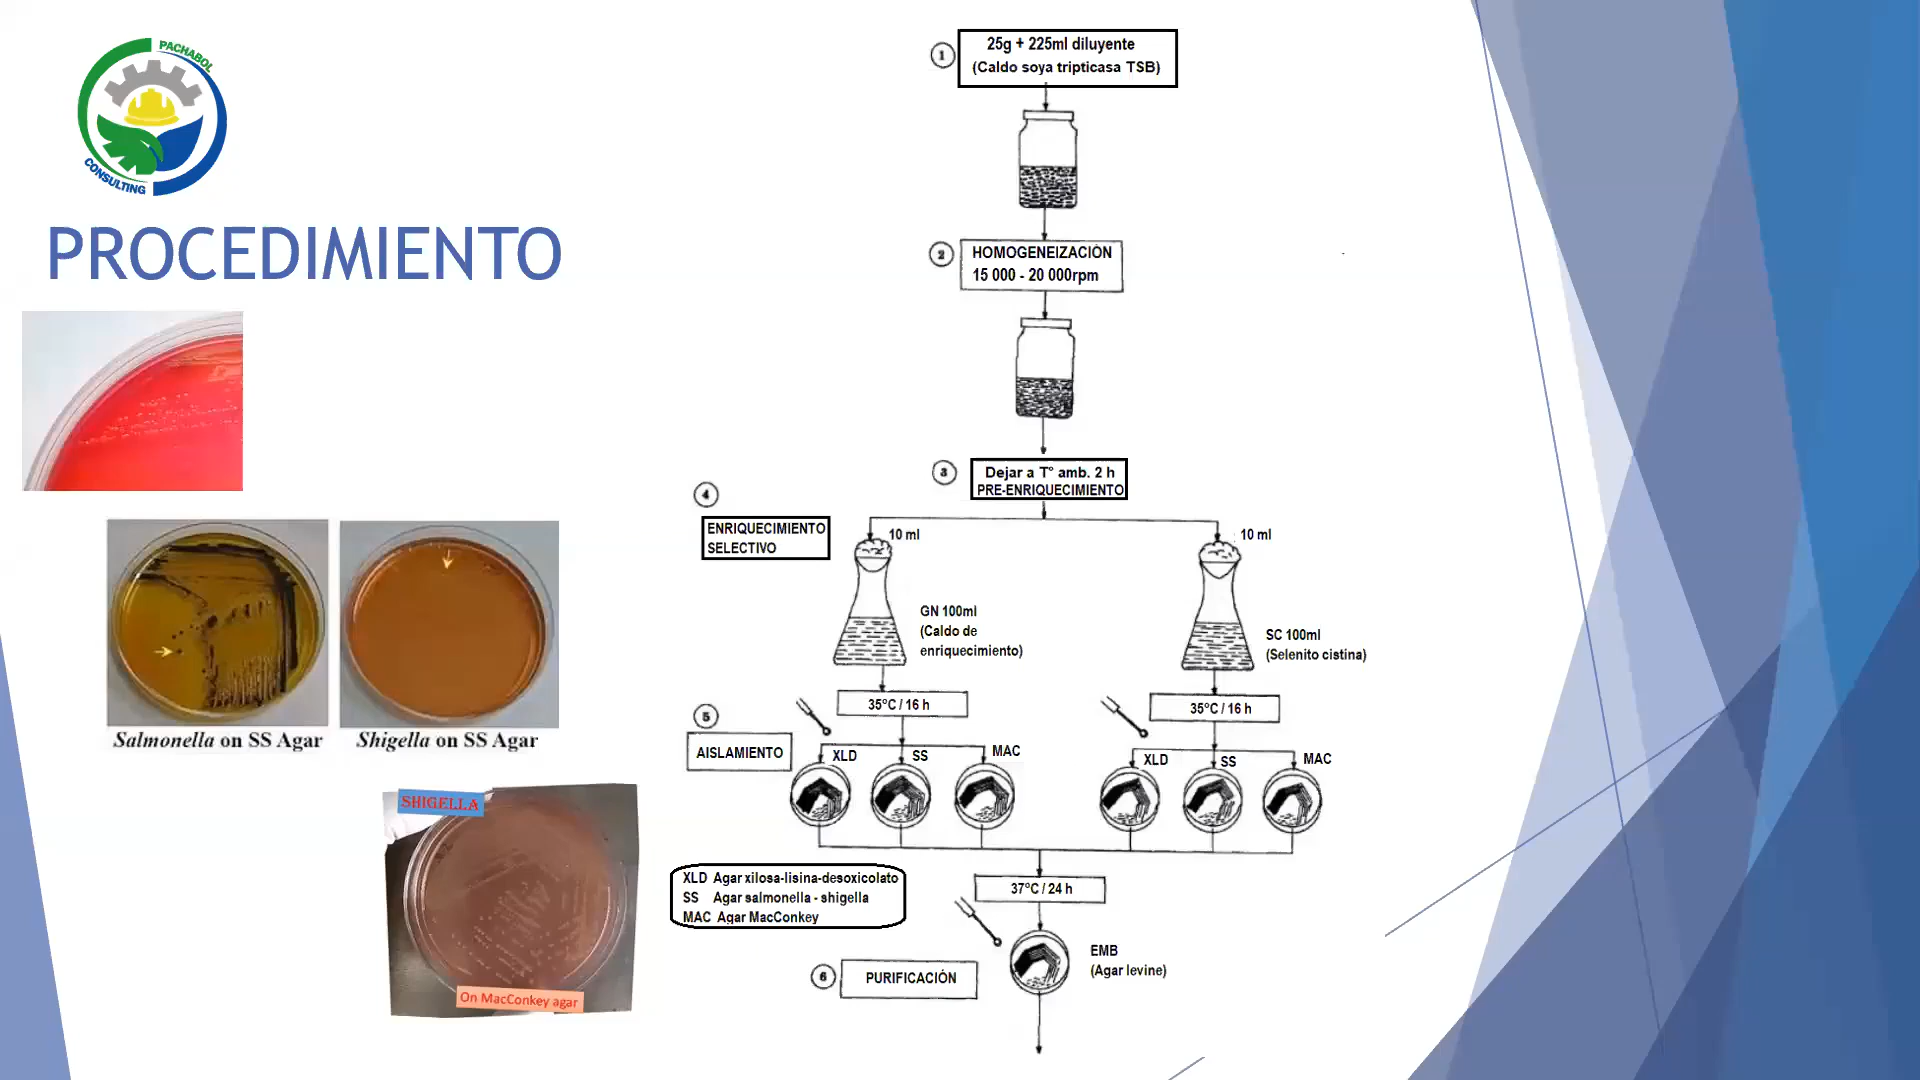 PACHABOL
CONSULTING
PROCEDIMIENTO
Salmonella on SS Agar
Shigella on SS Agar
SHIGELLA
On MacConkey agar
1
25g + 225ml diluyente
(Caldo soya tripticasa TSB)
2
HOMOGENEIZACIÓN
15 000 - 20 000rpm
3
Dejar a T° amb. 2 h
PRE-ENRIQUECIMIENTO
4
ENRIQUECIMIENTO
SELECTIVO
10 ml
10 ml
GN 100ml
(Caldo de
enriquecimiento)
SC 100ml
(Selenito cistina)
35°C / 16 h
35°C / 16 h
5
AISLAMIENTO
XLD
SS
MAC
XLD
SS
MAC
XLD Agar xilosa-lisina-desoxicolato
SS Agar salmonella - shigella
MAC Agar MacConkey
37°C / 24 h
6
PURIFICACIÓN
EMB
(Agar levine)